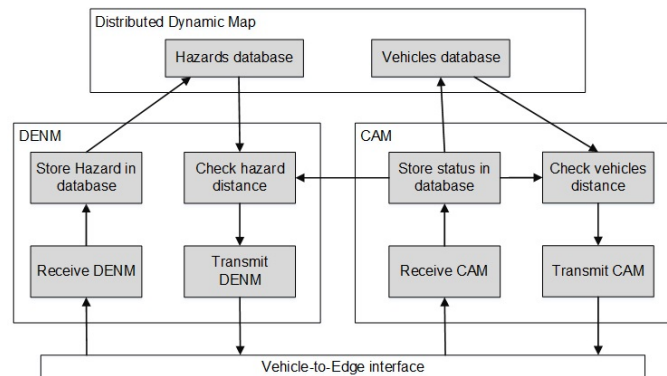 Distributed Dynamic Map
Hazards database
Vehicles database
DENM
Store Hazard in
database
Check hazard
distance
Receive DENM
Transmit
DENM
CAM
Store status in
database
Check vehicles
distance
Receive CAM
Transmit CAM
Vehicle-to-Edge interface